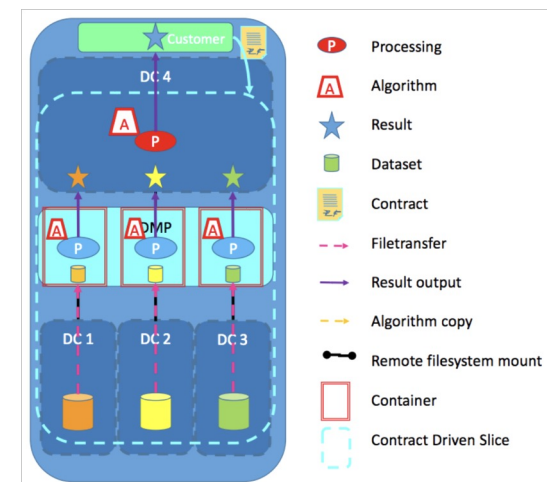 Customer
DC 4
A
P
DMP
A
P
A
P
A
P
DC 1
DC 2
DC 3
P
Processing
A
Algorithm
Result
Dataset
Contract
Filetransfer
Result output
Algorithm copy
Remote filesystem mount
Container
Contract Driven Slice